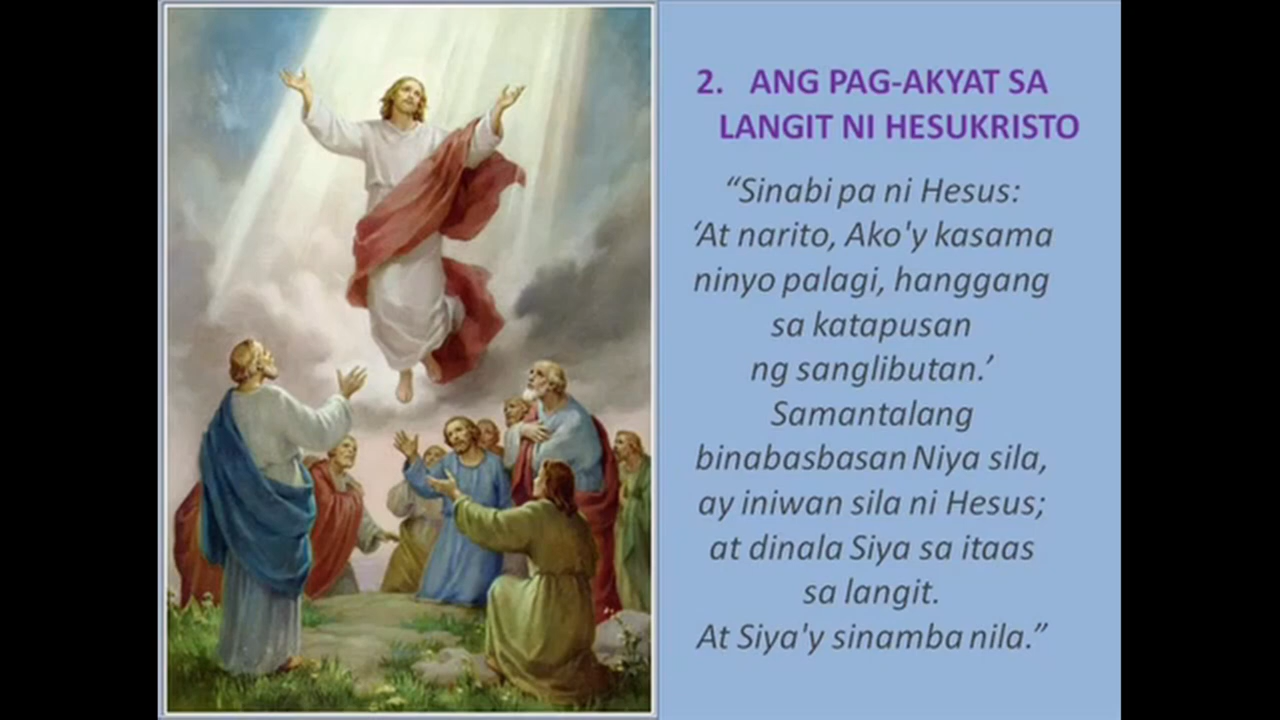 2. ANG PAG-AKYAT SA
LANGIT NI HESUKRISTO
“Sinabi pa ni Hesus:
‘At narito, Ako'y kasama
ninyo palagi, hanggang
sa katapusan
ng sanglibutan.’
Samantalang
binabasbasan Niya sila,
ay iniwan sila ni Hesus;
at dinala Siya sa itaas
sa langit.
At Siya'y sinamba nila.”